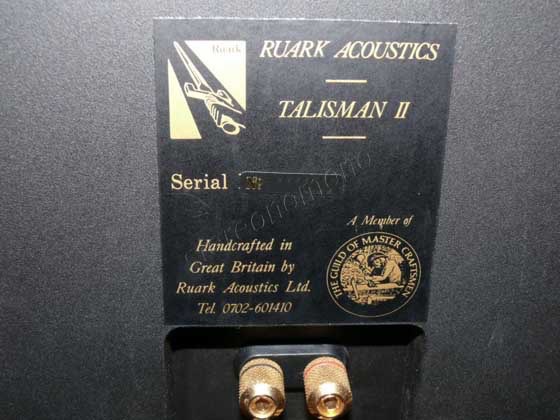 Ruark
RUARK ACOUSTICS
TALISMAN II
Serial
A Member of
THE GUILD OF MASTER CRAFTSMEN
Handcrafted in
Great Britain by
Ruark Acoustics Ltd.
Tel. 0702-601410